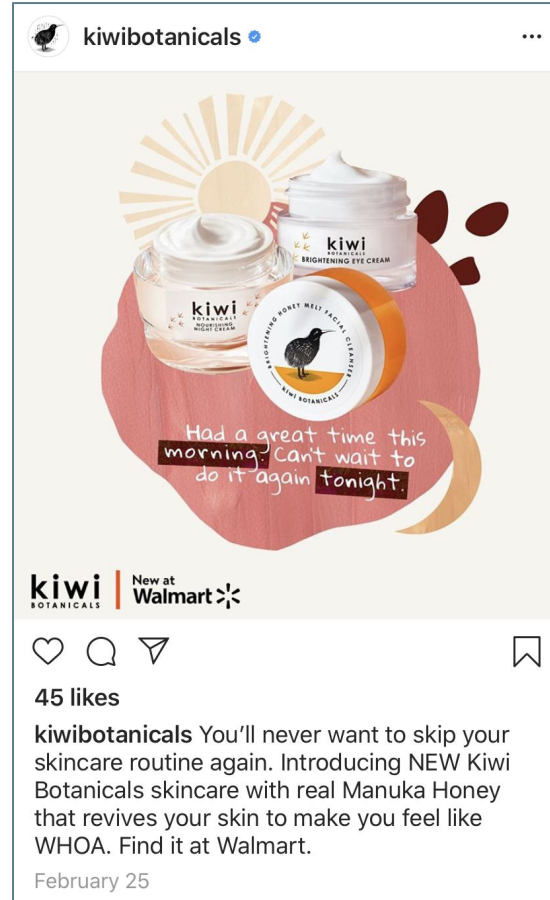 kiwibotanicals
kiwi
BOTANICALS
BRIGHTENING EYE CREAM
kiwi
BOTANICALS
NOURISHING
NIGHT CREAM
BRIGHTENING HONEY MELT FACIAL CLEANSER
KIWI BOTANICALS
Had a great time this
morning. Can't wait to
do it again tonight.
kiwi
BOTANICALS
New at
Walmart
45 likes
kiwibotanicals You’ll never want to skip your
skincare routine again. Introducing NEW Kiwi
Botanicals skincare with real Manuka Honey
that revives your skin to make you feel like
WHOA. Find it at Walmart.
February 25